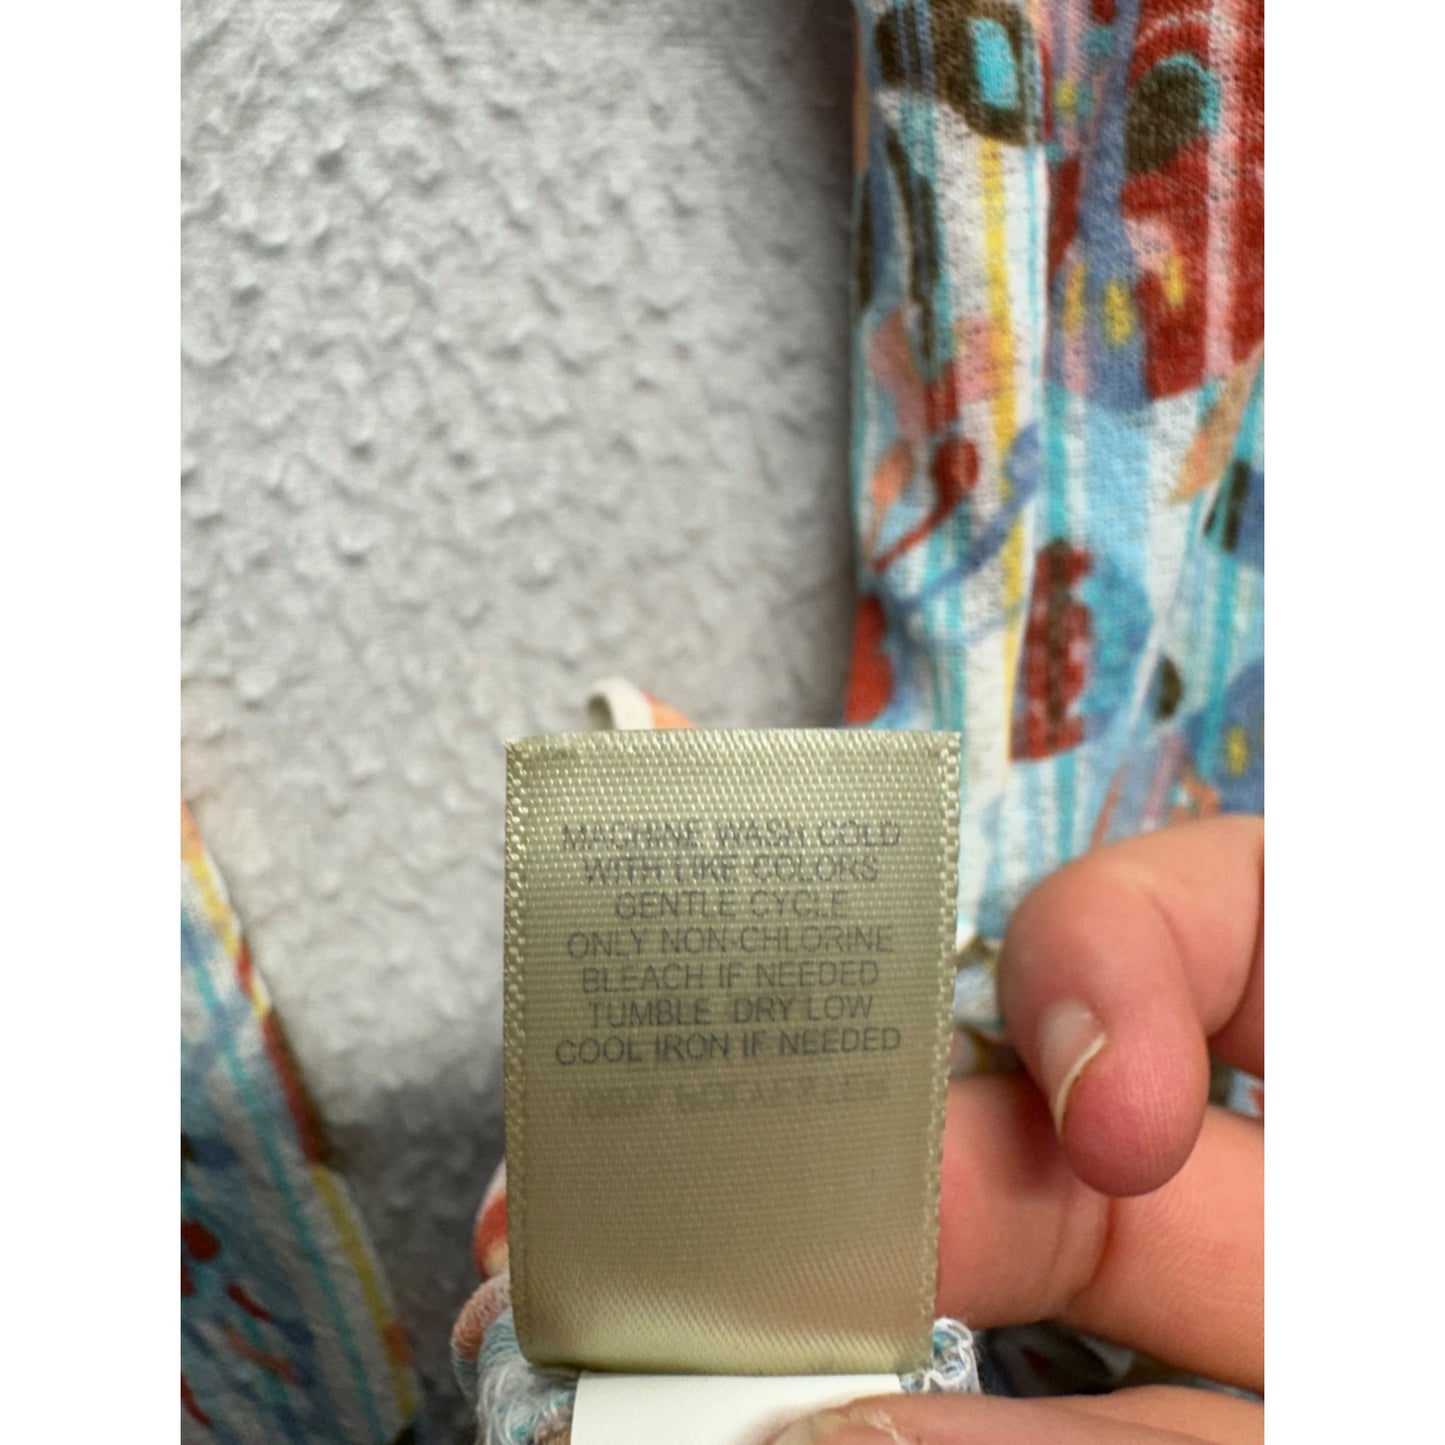 MACHINE WASH COLD
WITH LIKE COLORS
GENTLE CYCLE
ONLY NON-CHLORINE
BLEACH IF NEEDED
TUMBLE DRY LOW
COOL IRON IF NEEDED